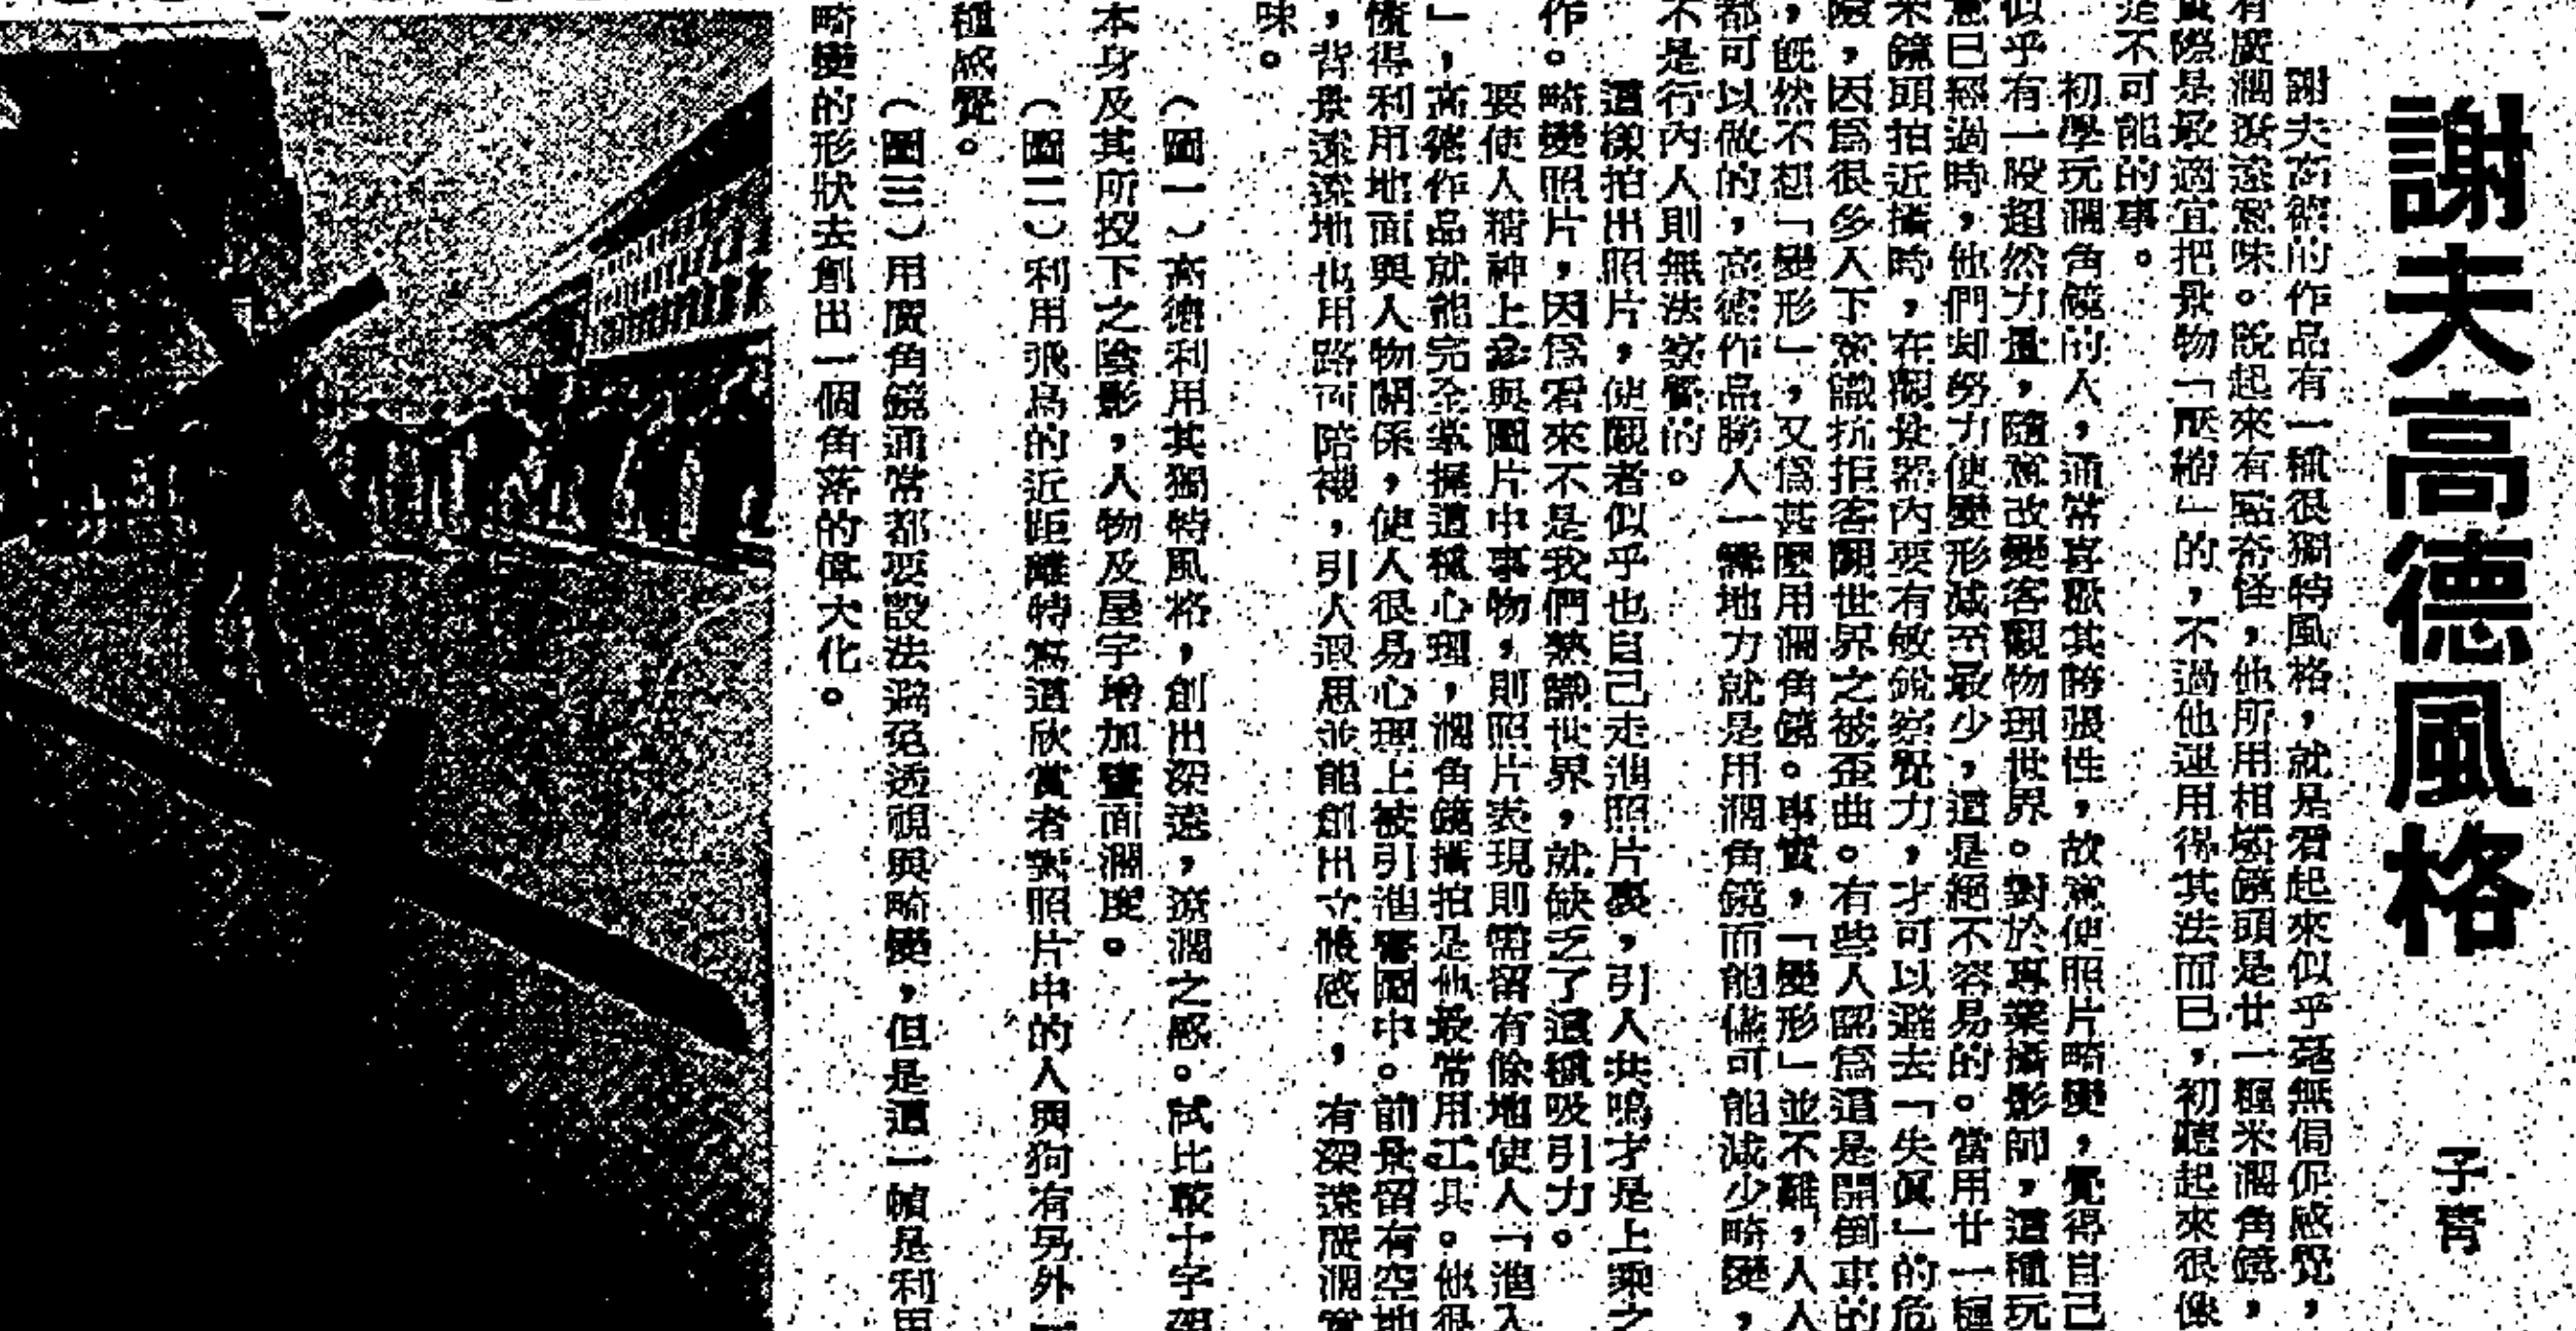 謝夫高德風格
子青
謝夫高德的作品有一種很獨特風格，就是看起來似乎毫無侷促感覺，
有廣濶遼遠意味。說起來有點奇怪，他所用相機鏡頭是廿一糎米濶角鏡，
實際是最適宜把景物「壓縮」的，不過他運用得其法而已，初聽起來很像
是不可能的事。
初學玩濶角鏡的人，通常喜歡其誇張性，故意使照片畸變，覺得自己
似乎有一股超然力量，隨意改變客觀物理世界。對於專業攝影師，這種玩
意已經過時，他們却努力使變形減至最少，這是絕不容易的。當用廿一糎
米鏡頭拍近攝時，在觀景器內要有敏銳察覺力，才可以避去「失眞」的危
險，因爲很多人下意識抗拒客觀世界之被歪曲。有些人認爲這是開倒車的
，旣然不想「變形」，又爲甚麼用濶角鏡。事實，「變形」並不難，人人
都可以做的，高德作品勝人一籌地力就是用濶角鏡而能儘可能減少畸變，
不是行內人則無法察覺的。
這樣拍出照片，使觀者似乎也自己走進照片裏，引人共鳴才是上乘之
作。畸變照片，因爲看來不是我們熟識世界，就缺乏了這種吸引力。
要使人精神上參與圖片中事物，則照片表現則需留有餘地使人「進入
」，高德作品就能完全掌握這種心理，濶角鏡攝拍是他最常用工具。他很
懂得利用地面與人物關係，使人很易心理上被引進畫圖中。前景留有空地
，背景遠遠地也用路面陪襯，引人遐思並能創出立體感，有深遠廣濶意
味。
（圖一）高德利用其獨特風格，創出深遠，遼濶之感。試比較十字架
本身及其所投下之陰影，人物及屋宇增加畫面濶度。
（圖二）利用飛鳥的近距離特寫這欣賞者對照片中的人與狗有另外一
種感覺。
（圖三）用廣角鏡通常都要設法避免透視與畸變，但是這一幀是利用
畸變的形狀去創出一個角落的偉大化。